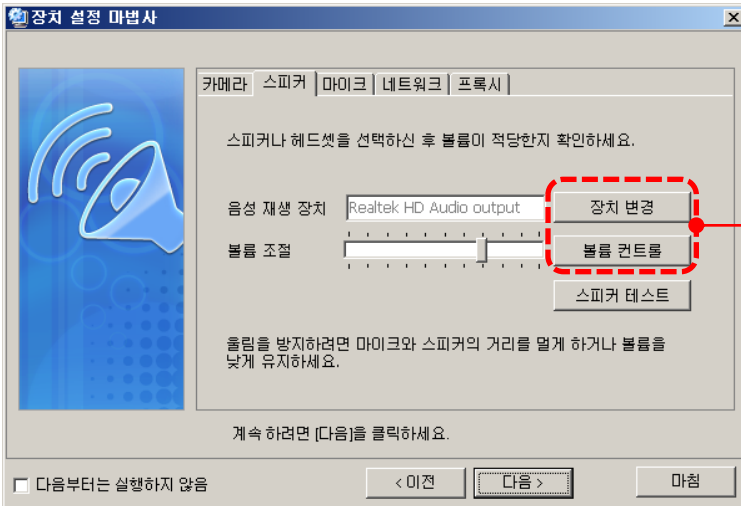 장치 설정 마법사
카메라 스피커 마이크 네트워크 프록시
스피커나 헤드셋을 선택하신 후 볼륨이 적당한지 확인하세요.
음성 재생 장치 Realtek HD Audio output 장치 변경
볼륨 조절 볼륨 컨트롤
스피커 테스트
울림을 방지하려면 마이크와 스피커의 거리를 멀게 하거나 볼륨을
낮게 유지하세요.
계속 하려면 [다음]을 클릭하세요.
다음부터는 실행하지 않음 < 이전 다음 > 마침